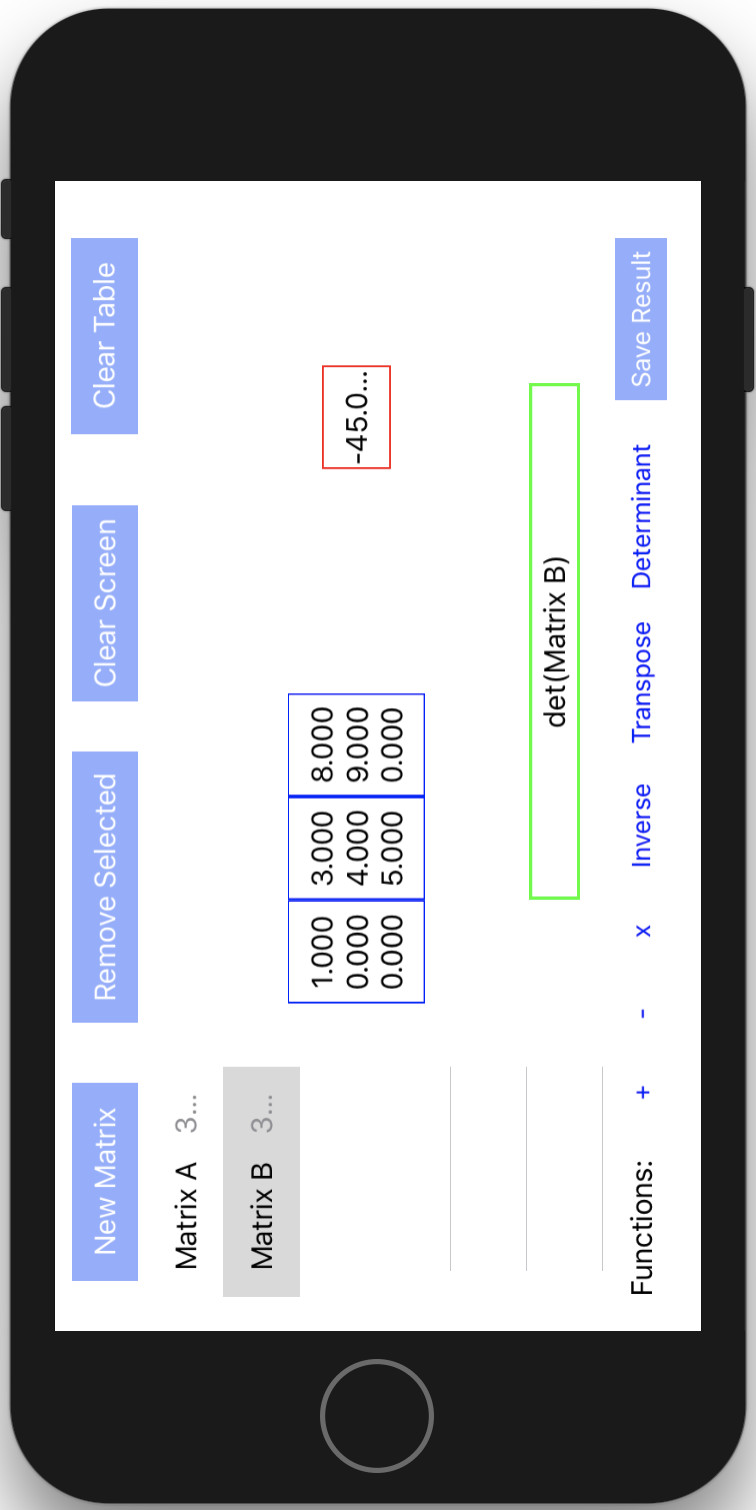 New Matrix Remove Selected Clear Screen Clear Table
Matrix A 3...
Matrix B 3...
1.000 3.000 8.000
0.000 4.000 9.000
0.000 5.000 0.000
-45.0...
det(Matrix B)
Functions: + - x Inverse Transpose Determinant Save Result